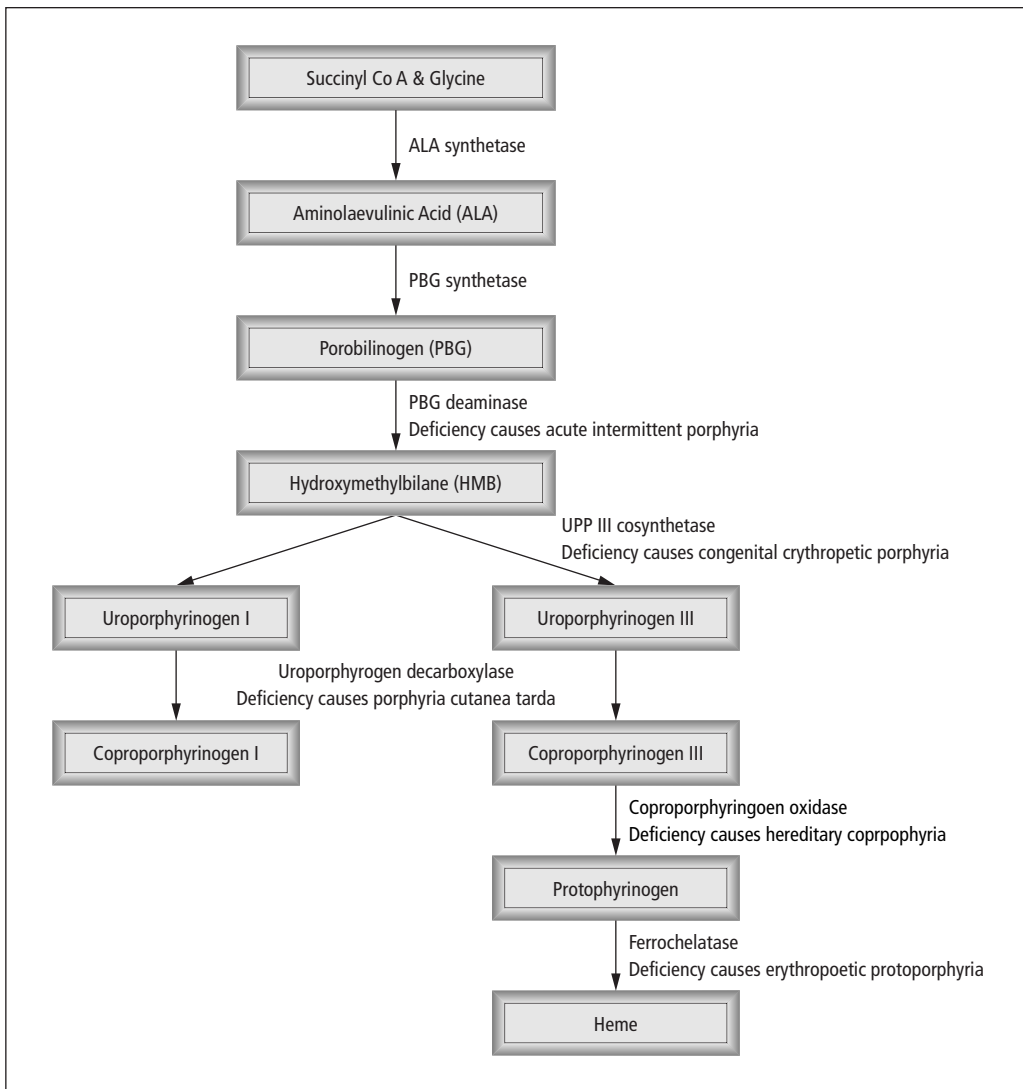 Succinyl Co A & Glycine
ALA synthetase
Aminolaevulinic Acid (ALA)
PBG synthetase
Porobilinogen (PBG)
PBG deaminase
Deficiency causes acute intermittent porphyria
Hydroxymethylbilane (HMB)
UPP III cosynthetase
Deficiency causes congenital crythropetic porphyria
Uroporphyrinogen I
Uroporphyrinogen III
Uroporphyrogen decarboxylase
Deficiency causes porphyria cutanea tarda
Coproporphyrinogen I
Coproporphyrinogen III
Coproporphyringoen oxidase
Deficiency causes hereditary coprpophyria
Protophyrinogen
Ferrochelatase
Deficiency causes erythropoetic protoporphyria
Heme